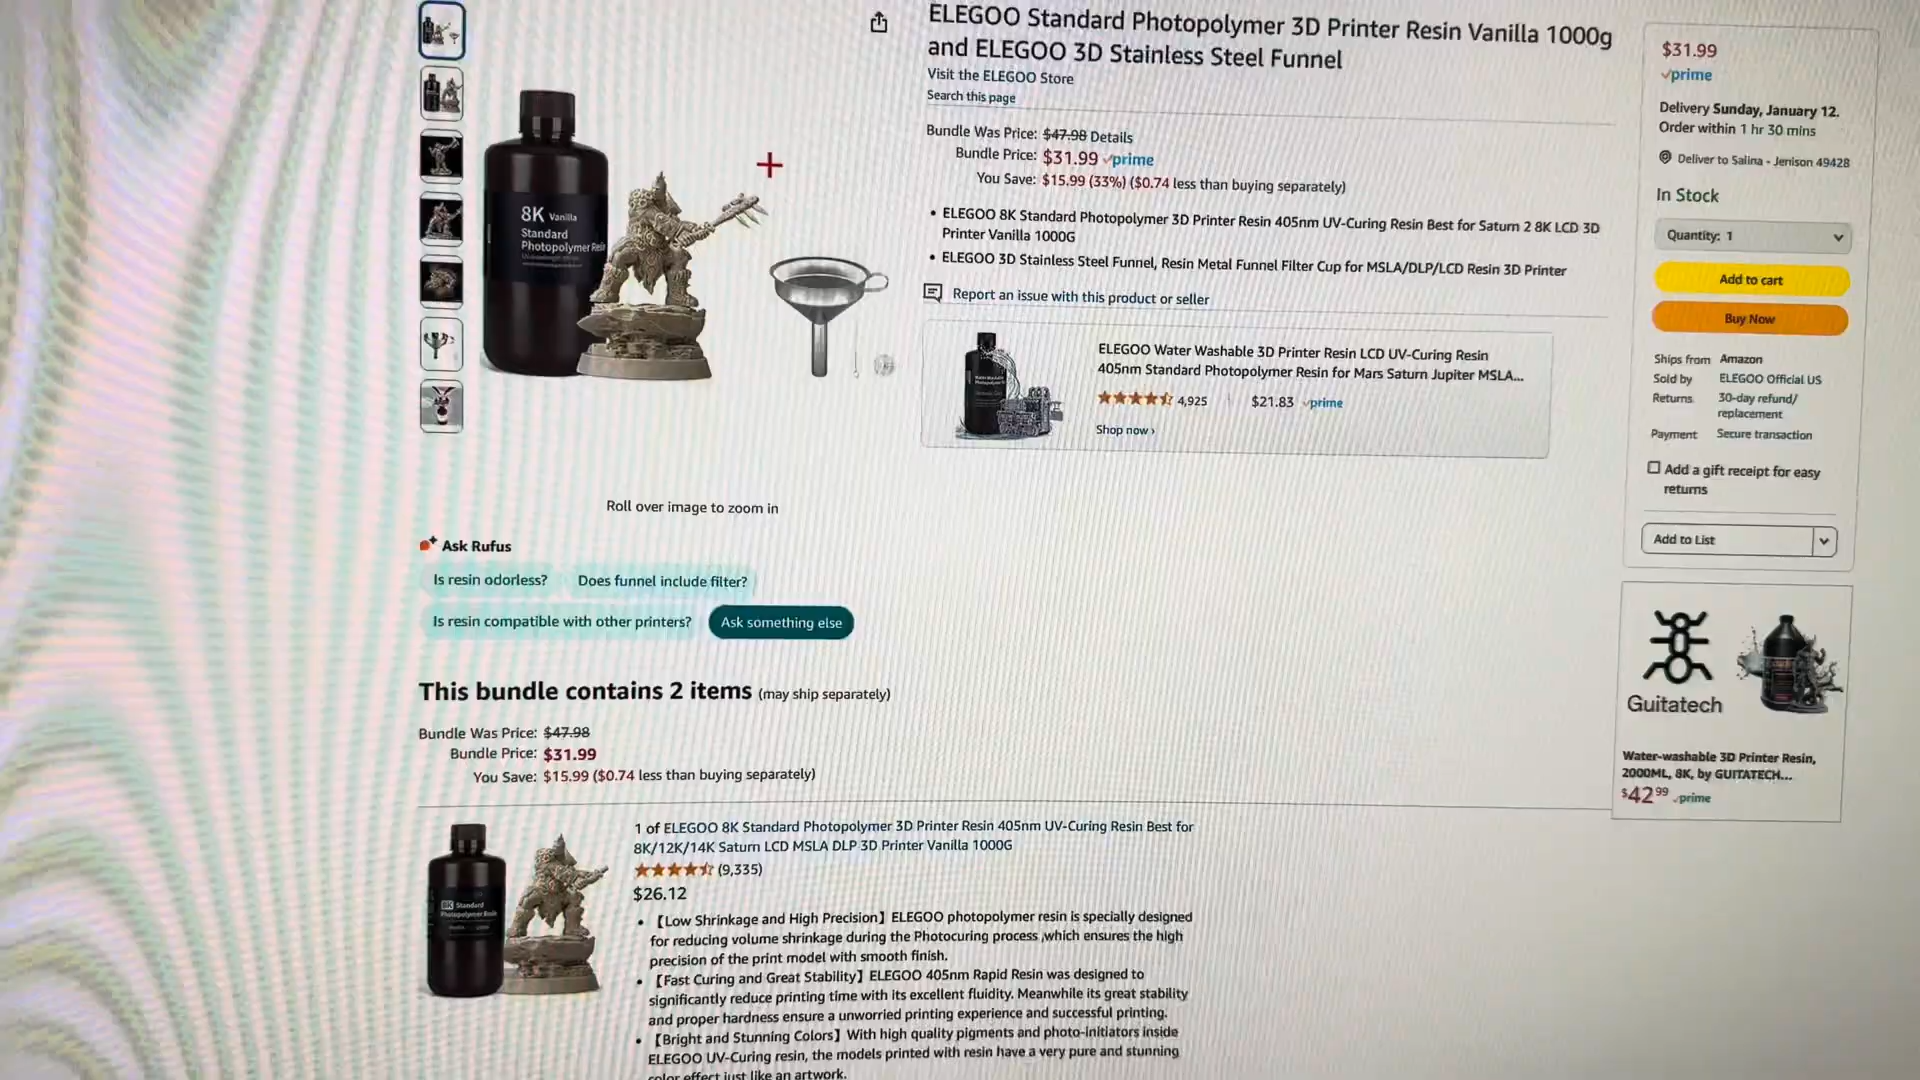 ELEGOO Standard Photopolymer 3D Printer Resin Vanilla 1000g
and ELEGOO 3D Stainless Steel Funnel
Visit the ELEGOO Store
Search this page
Bundle Was Price: $47.98 Details
Bundle Price: $31.99 prime
You Save: $15.99 (33%) ($0.74 less than buying separately)
• ELEGOO 8K Standard Photopolymer 3D Printer Resin 405nm UV-Curing Resin Best for Saturn 2 8K LCD 3D
Printer Vanilla 1000G
• ELEGOO 3D Stainless Steel Funnel, Resin Metal Funnel Filter Cup for MSLA/DLP/LCD Resin 3D Printer
Report an issue with this product or seller
ELEGOO Water Washable 3D Printer Resin LCD UV-Curing Resin
405nm Standard Photopolymer Resin for Mars Saturn Jupiter MSLA...
4,925
$21.83 prime
Shop now ›
8K Vanilla
Standard
Photopolymer Resin
Roll over image to zoom in
Ask Rufus
Is resin odorless?
Does funnel include filter?
Is resin compatible with other printers?
Ask something else
$31.99
prime
Delivery Sunday, January 12.
Order within 1 hr 30 mins
Deliver to Salina - Jenison 49428
In Stock
Quantity: 1
Add to cart
Buy Now
Ships from Amazon
Sold by ELEGOO Official US
Returns 30-day refund/
replacement
Payment Secure transaction
Add a gift receipt for easy
returns
Add to List
Guitatech
Water-washable 3D Printer Resin,
2000ML, 8K, by GUITATECH...
$42.99 prime
This bundle contains 2 items (may ship separately)
Bundle Was Price: $47.98
Bundle Price: $31.99
You Save: $15.99 ($0.74 less than buying separately)
8K Standard
Photopolymer Resin
1 of ELEGOO 8K Standard Photopolymer 3D Printer Resin 405nm UV-Curing Resin Best for
8K/12K/14K Saturn LCD MSLA DLP 3D Printer Vanilla 1000G
(9,335)
$26.12
• 【Low Shrinkage and High Precision】ELEGOO photopolymer resin is specially designed
for reducing volume shrinkage during the Photocuring process ,which ensures the high
precision of the print model with smooth finish.
• 【Fast Curing and Great Stability】ELEGOO 405nm Rapid Resin was designed to
significantly reduce printing time with its excellent fluidity. Meanwhile its great stability
and proper hardness ensure a unworried printing experience and successful printing.
• 【Bright and Stunning Colors】With high quality pigments and photo-initiators inside
ELEGOO UV-Curing resin, the models printed with resin have a very pure and stunning
color effect just like an artwork.